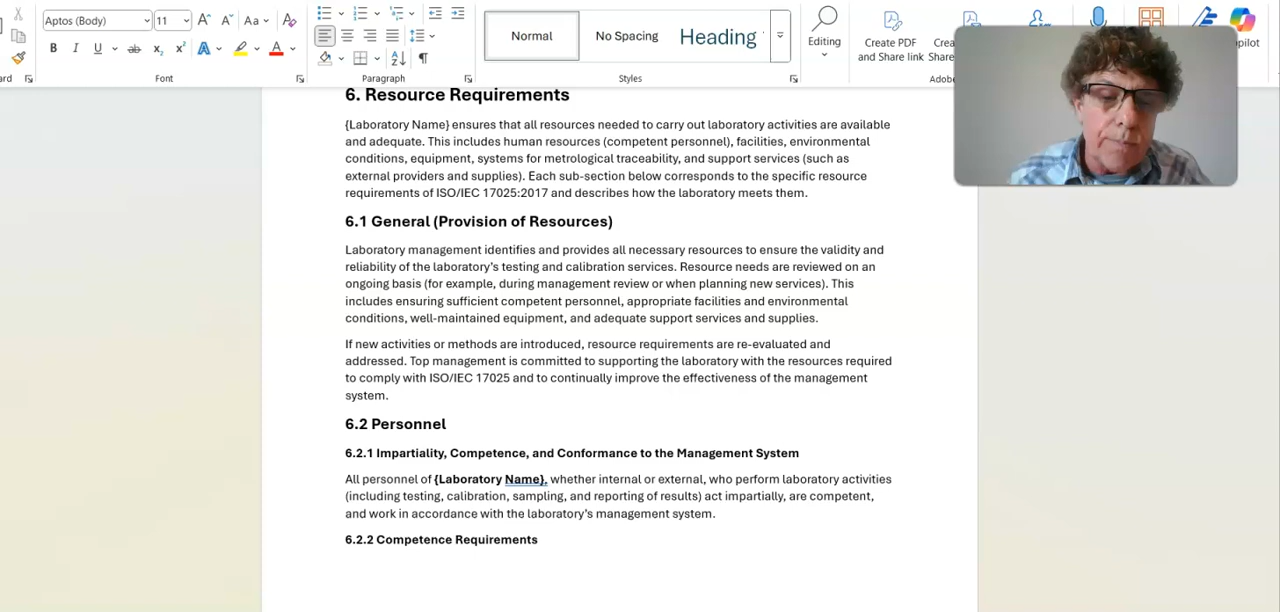 Aptos (Body) 11 Aa
B I U ab x₂ x² A A
ard Font Paragraph
Normal No Spacing Heading
Styles
Editing
Create PDF and Share link
Crea Share
Adob
opilot
6. Resource Requirements
{Laboratory Name} ensures that all resources needed to carry out laboratory activities are available
and adequate. This includes human resources (competent personnel), facilities, environmental
conditions, equipment, systems for metrological traceability, and support services (such as
external providers and supplies). Each sub-section below corresponds to the specific resource
requirements of ISO/IEC 17025:2017 and describes how the laboratory meets them.
6.1 General (Provision of Resources)
Laboratory management identifies and provides all necessary resources to ensure the validity and
reliability of the laboratory's testing and calibration services. Resource needs are reviewed on an
ongoing basis (for example, during management review or when planning new services). This
includes ensuring sufficient competent personnel, appropriate facilities and environmental
conditions, well-maintained equipment, and adequate support services and supplies.
If new activities or methods are introduced, resource requirements are re-evaluated and
addressed. Top management is committed to supporting the laboratory with the resources required
to comply with ISO/IEC 17025 and to continually improve the effectiveness of the management
system.
6.2 Personnel
6.2.1 Impartiality, Competence, and Conformance to the Management System
All personnel of {Laboratory Name}, whether internal or external, who perform laboratory activities
(including testing, calibration, sampling, and reporting of results) act impartially, are competent,
and work in accordance with the laboratory's management system.
6.2.2 Competence Requirements